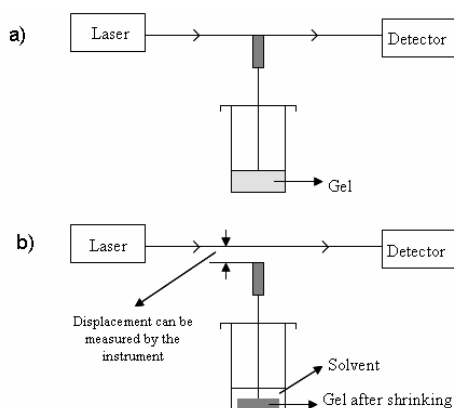 a)
Laser
Detector
Gel
b)
Laser
Detector
Displacement can be
measured by the
instrument
Solvent
Gel after shrinking